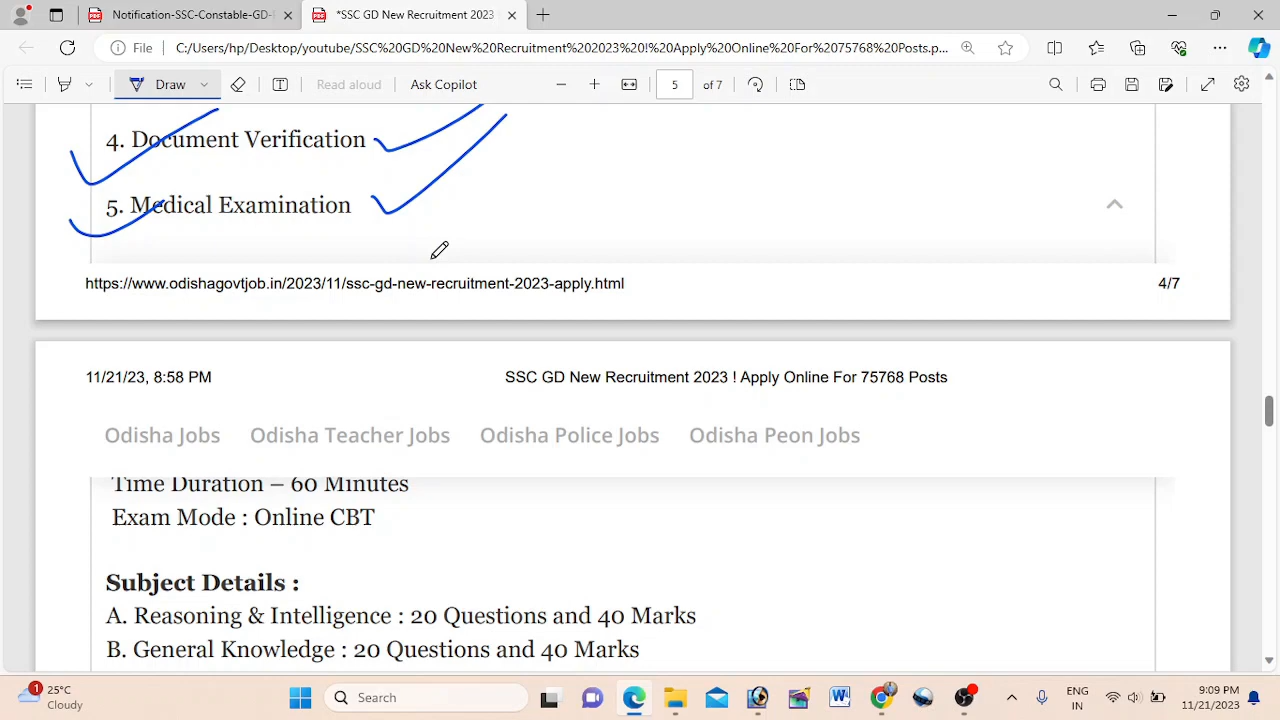 Notification-SSC-Constable-GD-
*SSC GD New Recruitment 2023
File
C:/Users/hp/Desktop/youtube/SSC%20GD%20New%20Recruitment%202023%20!%20Apply%20Online%20For%2075768%20Posts.p...
Draw
Read aloud
Ask Copilot
5 of 7
4. Document Verification
5. Medical Examination
https://www.odishagovtjob.in/2023/11/ssc-gd-new-recruitment-2023-apply.html 4/7
11/21/23, 8:58 PM SSC GD New Recruitment 2023 ! Apply Online For 75768 Posts
Odisha Jobs Odisha Teacher Jobs Odisha Police Jobs Odisha Peon Jobs
Time Duration – 60 Minutes
Exam Mode : Online CBT
Subject Details :
A. Reasoning & Intelligence : 20 Questions and 40 Marks
B. General Knowledge : 20 Questions and 40 Marks
1
25°C
Cloudy
Search
ENG
IN
9:09 PM
11/21/2023